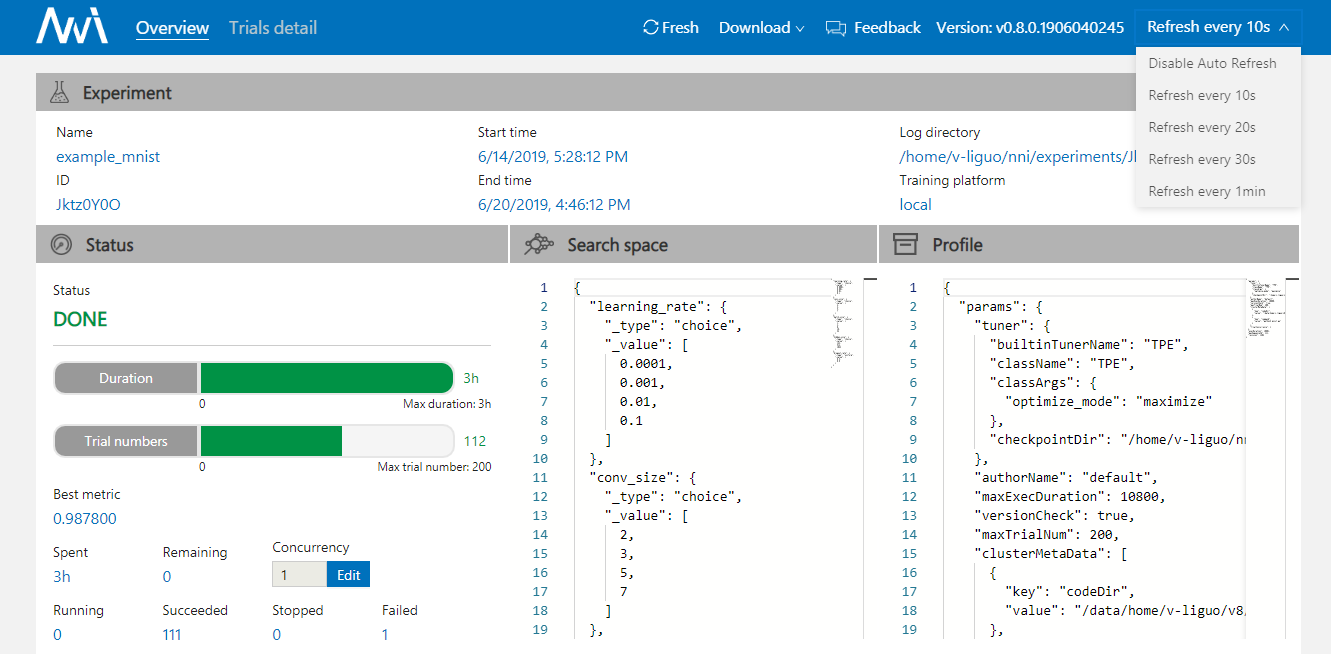 NNI Overview Trials detail Fresh Download Feedback Version: v0.8.0.1906040245 Refresh every 10s
Disable Auto Refresh
Refresh every 10s
Refresh every 20s
Refresh every 30s
Refresh every 1min
Experiment
Name
example_mnist
ID
Jktz0Y0O
Start time
6/14/2019, 5:28:12 PM
End time
6/20/2019, 4:46:12 PM
Log directory
/home/v-liguo/nni/experiments/
Training platform
local
Status
Status
DONE
Duration 3h
0 Max duration: 3h
Trial numbers 112
0 Max trial number: 200
Best metric
0.987800
Spent Remaining Concurrency
3h 0 1 Edit
Running Succeeded Stopped Failed
0 111 0 1
Search space
1 {
2 "learning_rate": {
3 "_type": "choice",
4 "_value": [
5 0.0001,
6 0.001,
7 0.01,
8 0.1
9 ]
10 },
11 "conv_size": {
12 "_type": "choice",
13 "_value": [
14 2,
15 3,
16 5,
17 7
18 ]
19 },
Profile
1 {
2 "params": {
3 "tuner": {
4 "builtinTunerName": "TPE",
5 "className": "TPE",
6 "classArgs": {
7 "optimize_mode": "maximize"
8 },
9 "checkpointDir": "/home/v-liguo/
10 },
11 "authorName": "default",
12 "maxExecDuration": 10800,
13 "versionCheck": true,
14 "maxTrialNum": 200,
15 "clusterMetaData": [
16 {
17 "key": "codeDir",
18 "value": "/data/home/v-liguo/v8
19 },